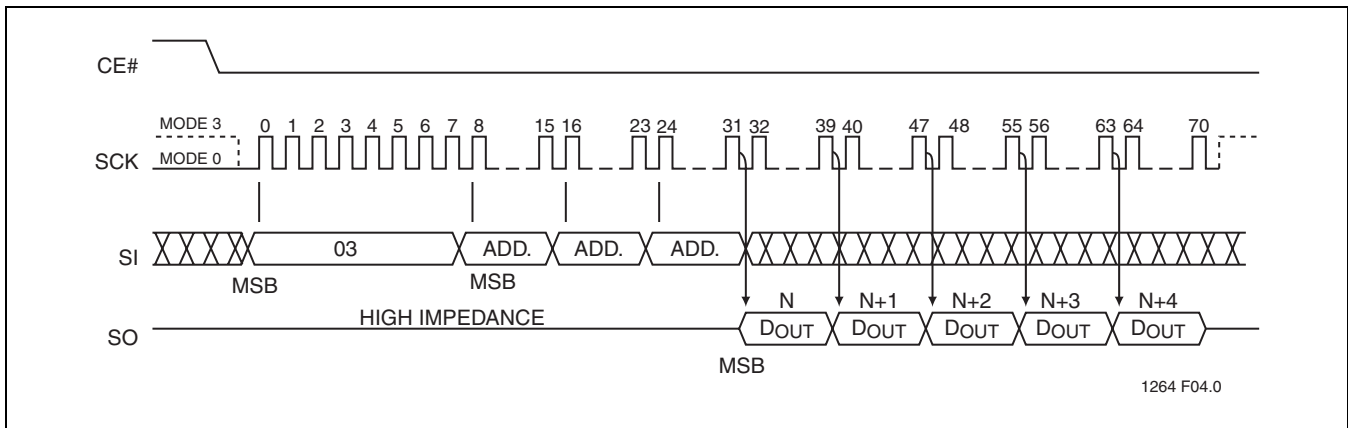 CE#
MODE 3
0 1 2 3 4 5 6 7 8 15 16 23 24 31 32 39 40 47 48 55 56 63 64 70
SCK
MODE 0
SI
03 ADD. ADD. ADD.
MSB MSB
HIGH IMPEDANCE
N N+1 N+2 N+3 N+4
SO
DOUT DOUT DOUT DOUT DOUT
MSB
1264 F04.0